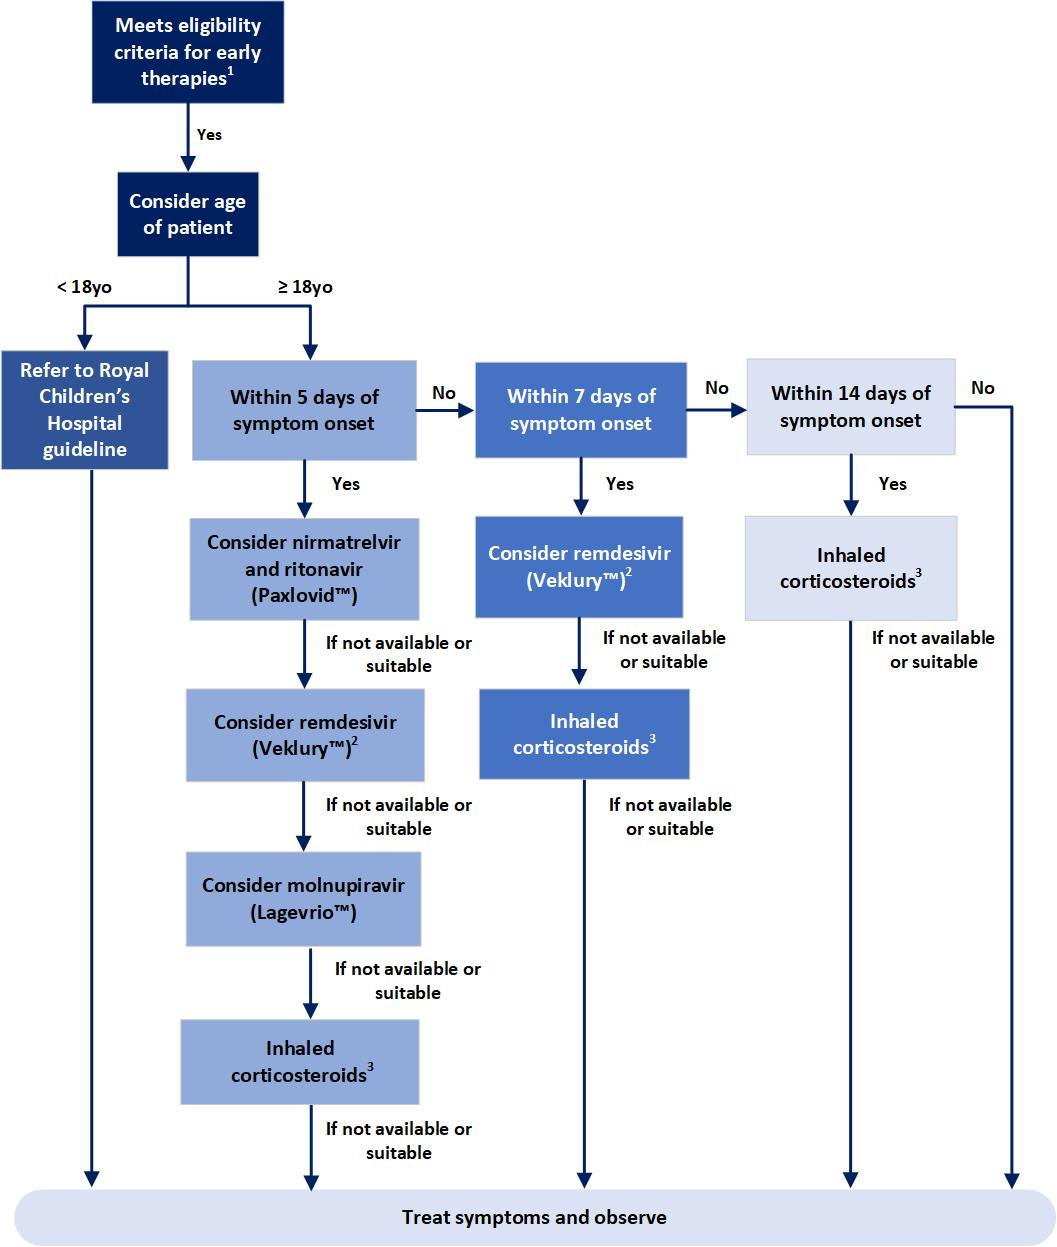 Meets eligibility
criteria for early
therapies1
Yes
Consider age
of patient
< 18yo
≥ 18yo
Refer to Royal
Children’s
Hospital
guideline
Within 5 days of
symptom onset
No
Within 7 days of
symptom onset
No
Within 14 days of
symptom onset
No
Yes
Consider nirmatrelvir
and ritonavir
(Paxlovid™)
If not available or
suitable
Consider remdesivir
(Veklury™)2
If not available or
suitable
Consider molnupiravir
(Lagevrio™)
If not available or
suitable
Inhaled
corticosteroids3
If not available or
suitable
Yes
Consider remdesivir
(Veklury™)2
If not available
or suitable
Inhaled
corticosteroids3
If not available
or suitable
Yes
Inhaled
corticosteroids3
If not available
or suitable
Treat symptoms and observe